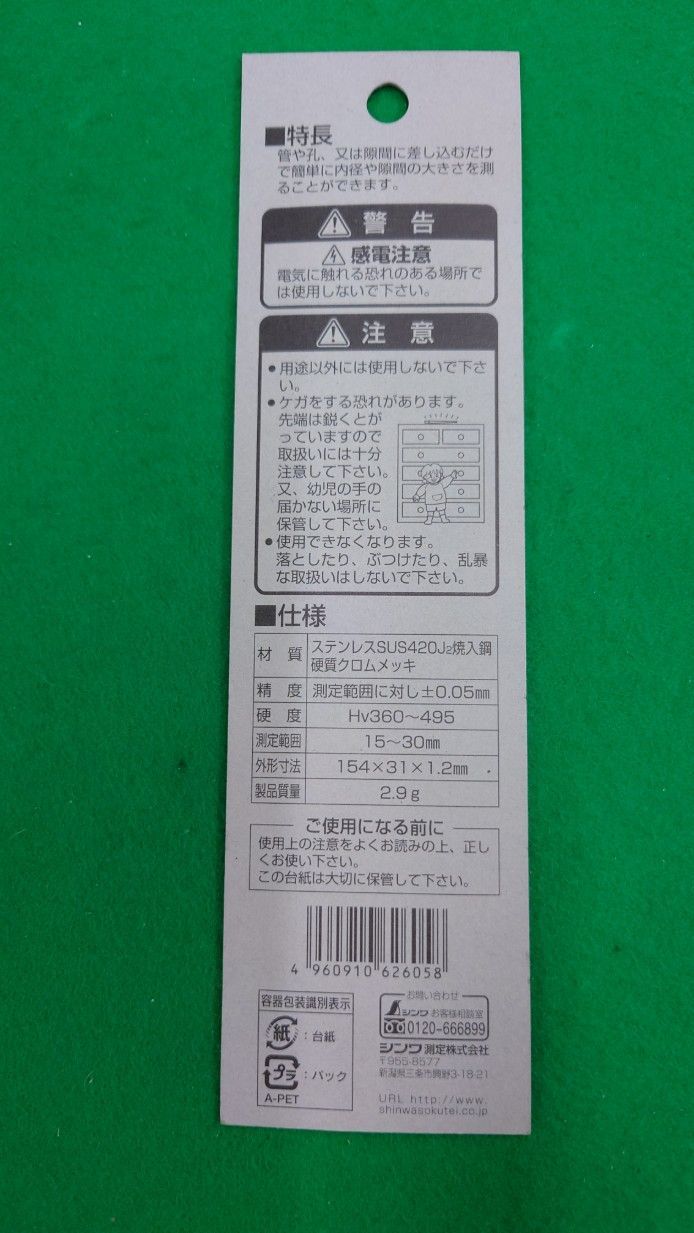 ■特長
管や孔、又は隙間に差し込むだけ
で簡単に内径や隙間の大きさを測
ることができます。
警告
感電注意
電気に触れる恐れのある場所で
は使用しないで下さい。
注意
●用途以外には使用しないで下さ
い。
●ケガをする恐れがあります。
先端は鋭くとが
っていますので
取扱いには十分
注意して下さい。
又、幼児の手の
届かない場所に
保管して下さい。
●使用できなくなります。
落としたり、ぶつけたり、乱暴
な取扱いはしないで下さい。
■仕様
材質 ステンレスSUS420J2焼入鋼
硬質クロムメッキ
精度 測定範囲に対し±0.05㎜
硬度 Hv360～495
測定範囲 15～30㎜
外形寸法 154×31×1.2㎜
製品質量 2.9g
ご使用になる前に
使用上の注意をよくお読みの上、正し
くお使い下さい。
この台紙は大切に保管して下さい。
4 960910 626058
容器包装識別表示
紙：台紙
プラ：パック
A-PET
お問い合わせ
シンワ お客様相談室
0120-666899
シンワ測定株式会社
〒955-8577
新潟県三条市興野3-18-21
URL http://www.
shinwasokutei.co.jp